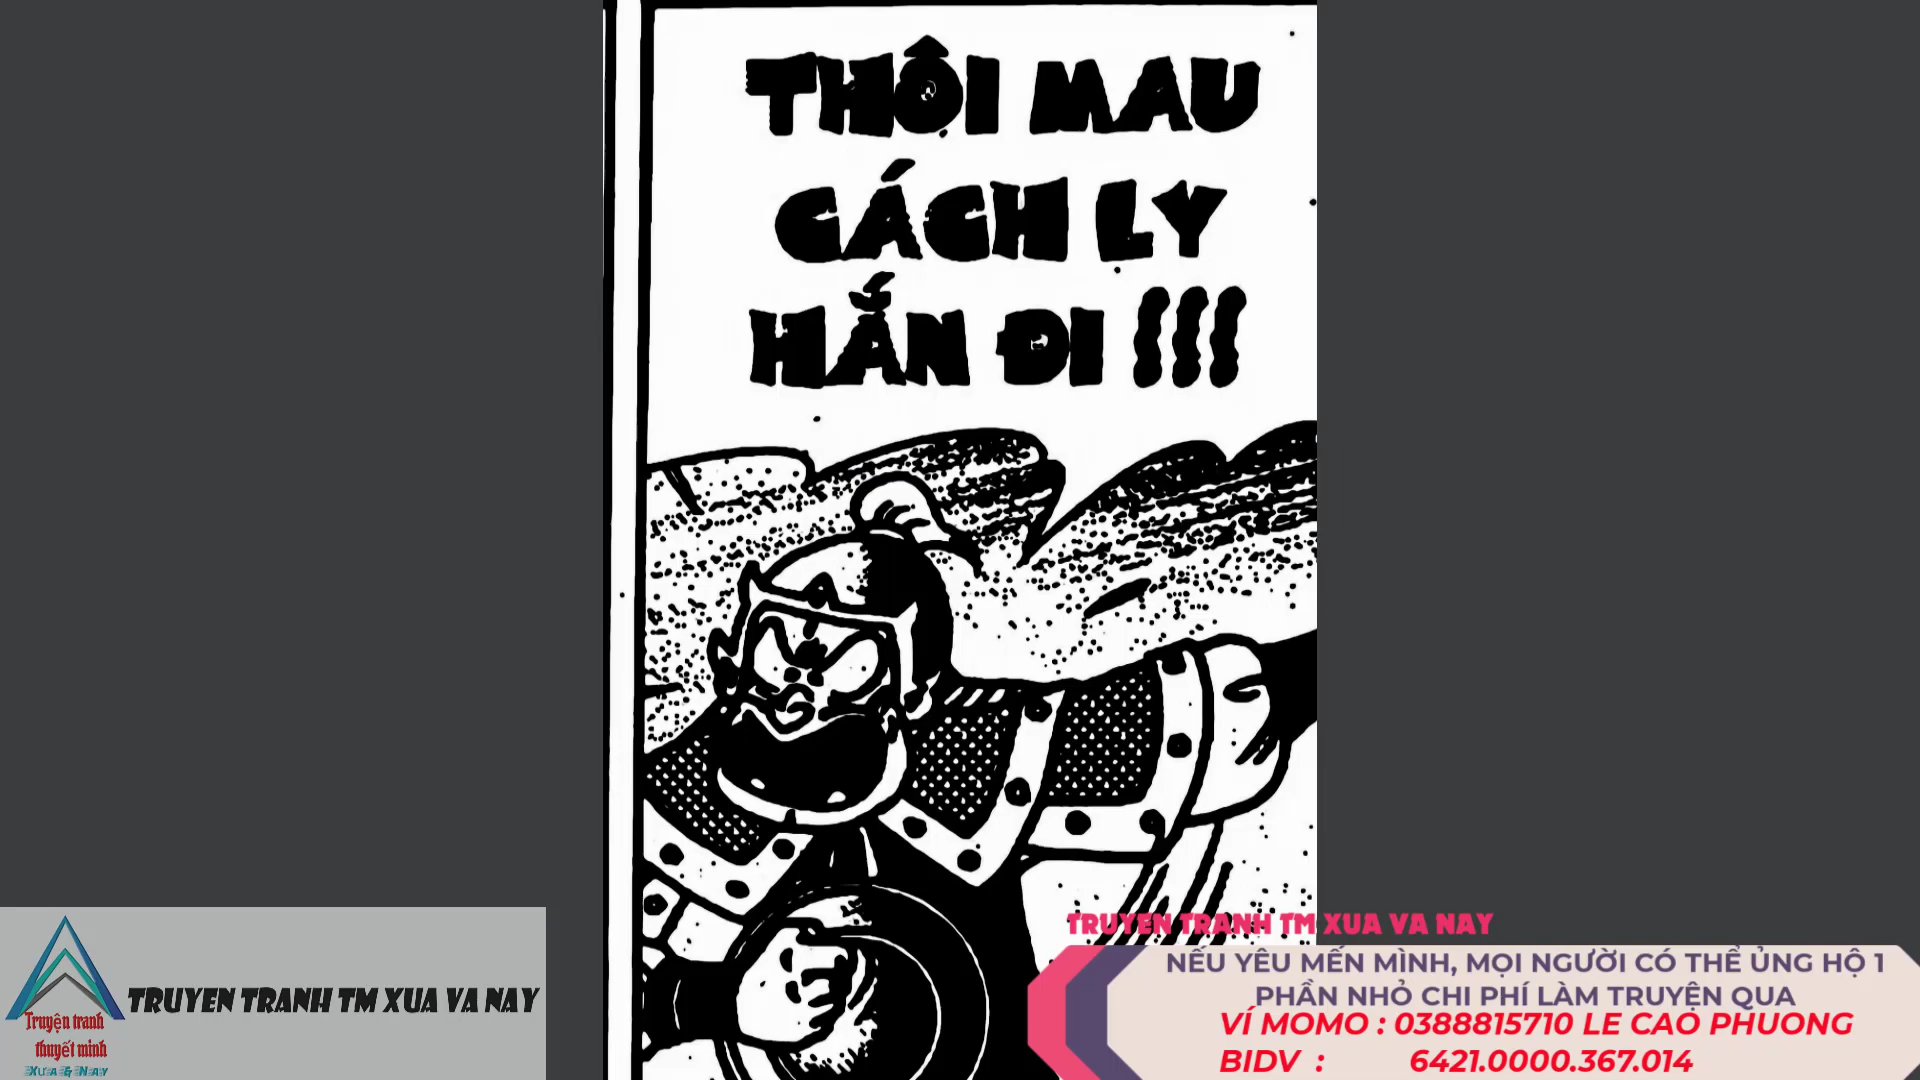 THỘI MAU
CÁCH LY
HẮN ĐI !!!
TRUYEN TRANH TM XUA VA NAY
NẾU YÊU MẾN MÌNH, MỌI NGƯỜI CÓ THỂ ỦNG HỘ 1
PHẦN NHỎ CHI PHÍ LÀM TRUYỆN QUA
VÍ MOMO : 0388815710 LE CAO PHUONG
BIDV : 6421.0000.367.014
TRUYEN TRANH TM XUA VA NAY
Truyện tranh
thuyết minh
Xưa & Nay